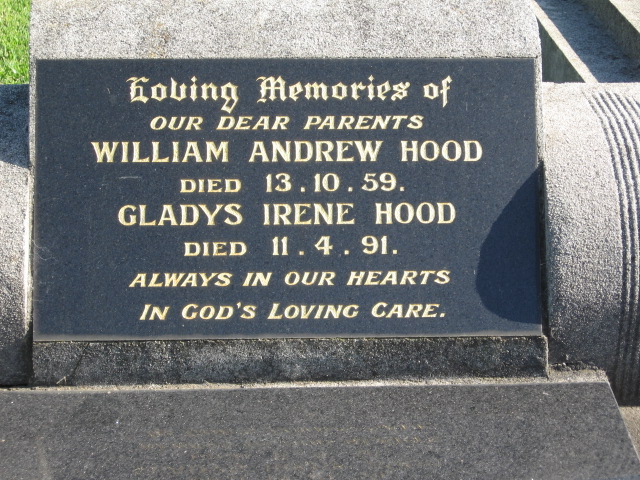 Loving Memories of
OUR DEAR PARENTS
WILLIAM ANDREW HOOD
DIED 13.10.59.
GLADYS IRENE HOOD
DIED 11.4.91.
ALWAYS IN OUR HEARTS
IN GOD'S LOVING CARE.